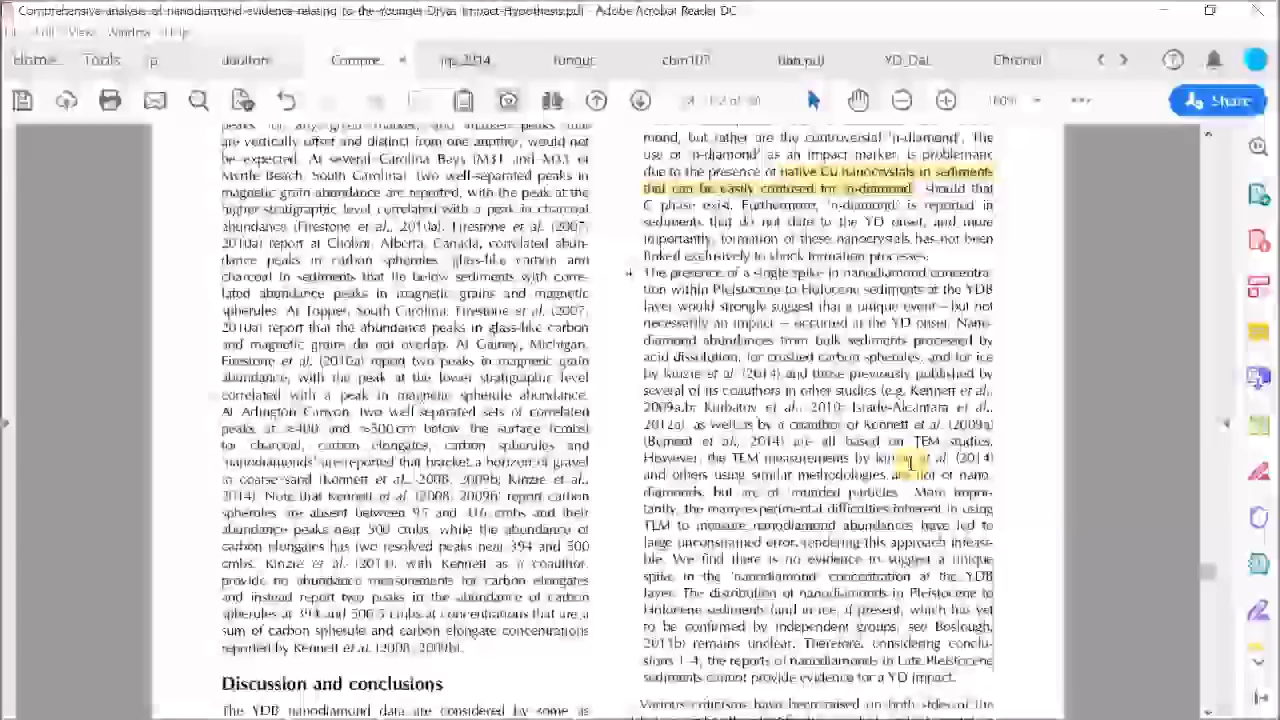 Comprehensive analysis of nanodiamond evidence relating to the Younger Dryas Impact Hypothesis.pdf - Adobe Acrobat Reader DC
View Window Help
Home Tools p Compre... × np_2014 fungus YD_Dat Chronol
Share
peaks for any given marker, and marker peaks that
are vertically offset and distinct from one another, would not
be expected. At several Carolina Bays (M31 and M33 or
Myrtle Beach, South Carolina) two well-separated peaks in
magnetic grain abundance are reported, with the peak at the
higher stratigraphic level correlated with a peak in charcoal
abundance (Firestone et al., 2010a). Firestone et al. (2007,
2010a) report at Chobot, Alberta, Canada, correlated abun-
dance peaks in carbon spherules, glass-like carbon and
charcoal in sediments that lie below sediments with corre-
lated abundance peaks in magnetic grains and magnetic
spherules. At Topper, South Carolina, Firestone et al. (2007,
2010a) report that the abundance peaks in glass-like carbon
and magnetic grains do not overlap. At Gainey, Michigan,
Firestone et al. (2010a) report two peaks in magnetic grain
abundance, with the peak at the lower stratigraphic level
correlated with a peak in magnetic spherule abundance.
At Arlington Canyon, two well-separated sets of correlated
peaks at ≈400 and ≈500 cm below the surface (cmbs)
for charcoal, carbon elongates, carbon spherules and
'nanodiamonds' are reported that bracket a horizon of gravel
to coarse sand (Kennett et al., 2008, 2009b; Kinzie et al.,
2014). Note that Kennett et al. (2008, 2009b) report carbon
spherules are absent between and cmbs and their
abundance peaks near 500 cmbs, while the abundance of
carbon elongates has two resolved peaks near 394 and 500
cmbs. Kinzie et al. (2014), with Kennett as a coauthor,
provide no abundance measurements for carbon elongates
and instead report two peaks in the abundance of carbon
spherules at 394 and 500.5 cmbs at concentrations that are a
sum of carbon spherule and carbon elongate concentrations
reported by Kennett et al. (2008, 2009b).
Discussion and conclusions
The YDB nanodiamond data are considered by some as
mond, but rather are the controversial 'n-diamond'. The
use of 'n-diamond' as an impact marker, is problematic
due to the presence of native Cu nanocrystals in sediments
that can be easily confused for 'n-diamond', should that
C phase exist. Furthermore, 'n-diamond' is reported in
sediments that do not date to the YD onset, and more
importantly, formation of these nanocrystals has not been
linked exclusively to shock formation processes.
The presence of a single spike in nanodiamond concentra-
tion within Pleistocene to Holocene sediments at the YDB
layer would strongly suggest that a unique event – but not
necessarily an impact – occurred at the YD onset. Nano-
diamond abundances from bulk sediments processed by
acid dissolution, for crushed carbon spherules, and for ice
by Kinzie et al. (2014) and those previously published by
several of its coauthors in other studies (e.g. Kennett et al.,
2009a,b; Kurbatov et al., 2010; Israde-Alcántara et al.,
2012a), as well as by a coauthor of Kennett et al. (2009a)
(Bement et al., 2014) are all based on TEM studies.
However, the TEM measurements by Kinzie et al. (2014)
and others using similar methodologies are not of nano-
diamonds, but are of rounded particles. More impor-
tantly, the many experimental difficulties inherent in using
TEM to measure nanodiamond abundances have led to
large unconstrained error, rendering this approach infeasi-
ble. We find there is no evidence to suggest a unique
spike in the 'nanodiamond' concentration at the YDB
layer. The distribution of nanodiamonds in Pleistocene to
Holocene sediments (and in ice, if present, which has yet
to be confirmed by independent groups, see Boslough,
2013b) remains unclear. Therefore, considering conclu-
sions 1–4, the reports of nanodiamonds in Late Pleistocene
sediments cannot provide evidence for a YD impact.
Various criticisms have been raised on both sides of the